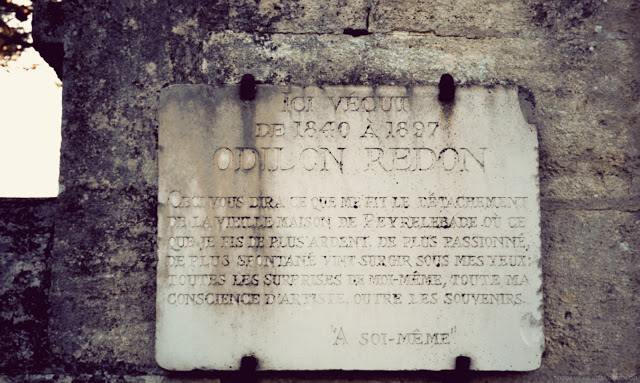 ICI VECUT
DE 1840 À 1897
ODILON REDON
CECI VOUS DIRA CE QUE ME FIT LE DÉTACHEMENT
DE LA VIEILLE MAISON DE PEYRELEBADE OÙ CE
QUE JE FIS DE PLUS ARDENT, DE PLUS PASSIONNÉ,
DE PLUS SPONTANÉ VINT SURGIR SOUS MES YEUX:
TOUTES LES SURPRISES DE MOI-MÊME, TOUTE MA
CONSCIENCE D'ARTISTE, OUTRE LES SOUVENIRS.
"A SOI-MÊME"